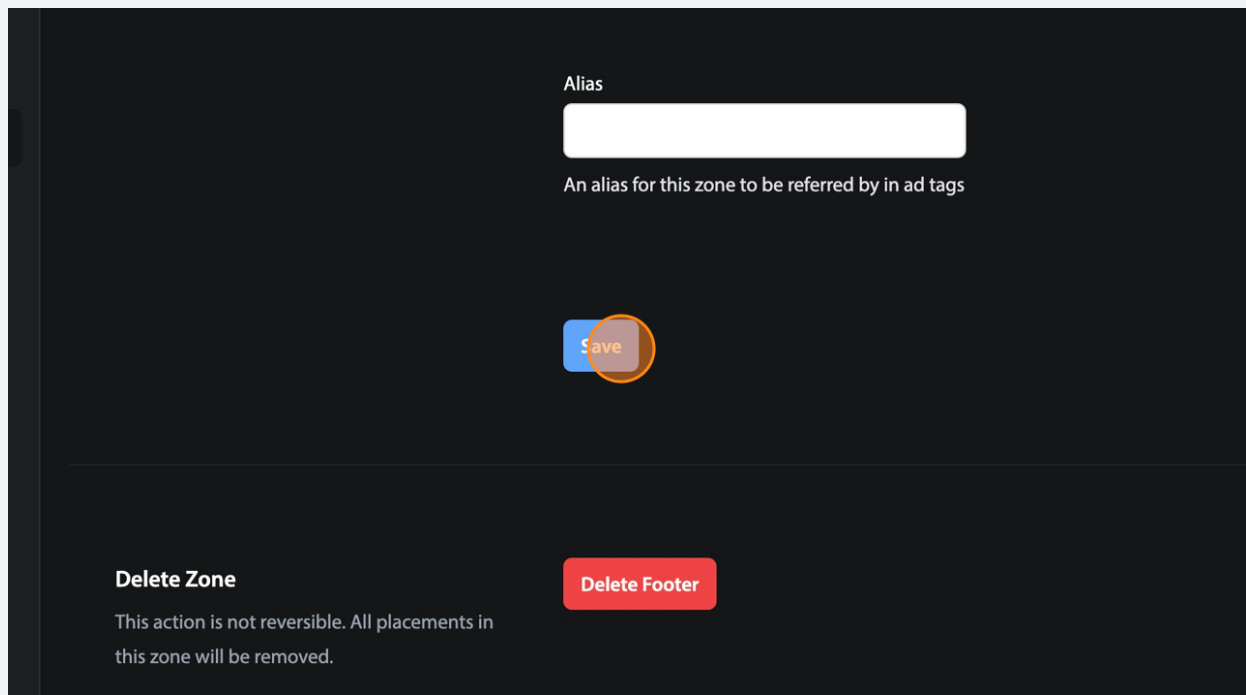 Alias
An alias for this zone to be referred by in ad tags
Save
Delete Zone
Delete Footer
This action is not reversible. All placements in
this zone will be removed.